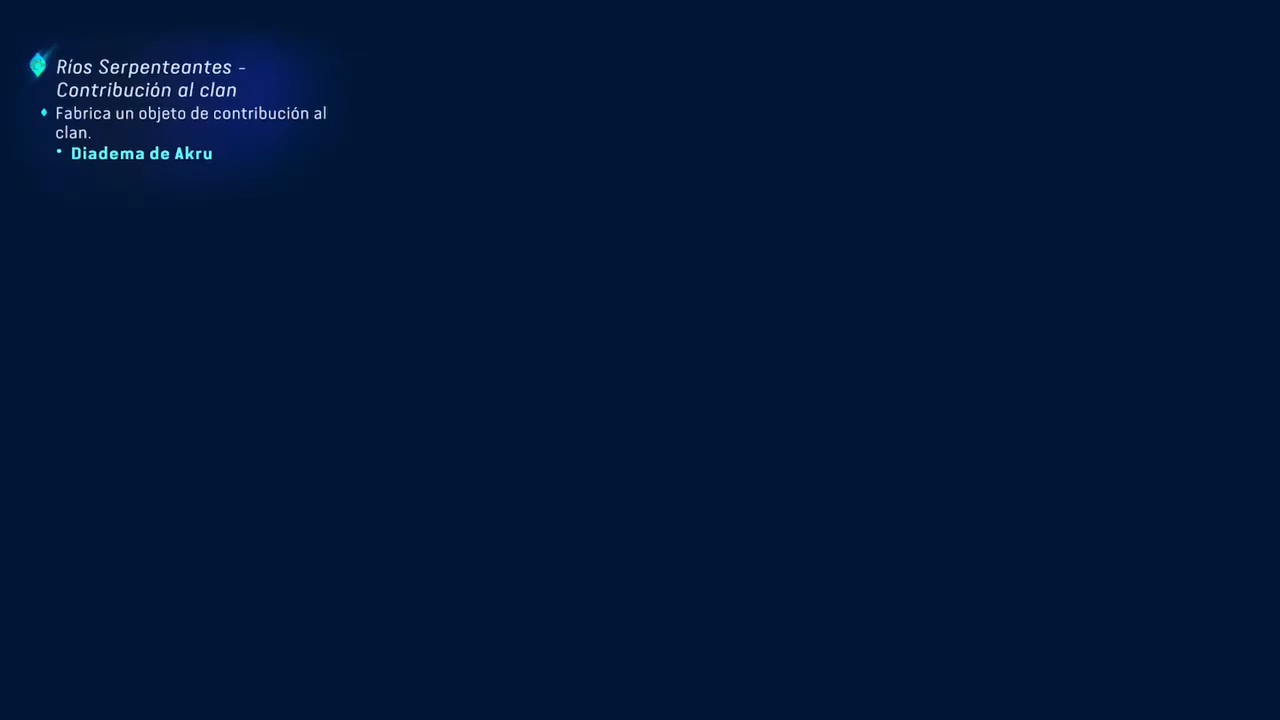 Ríos Serpenteantes -
Contribución al clan
Fabrica un objeto de contribución al
clan.
Diadema de Akru